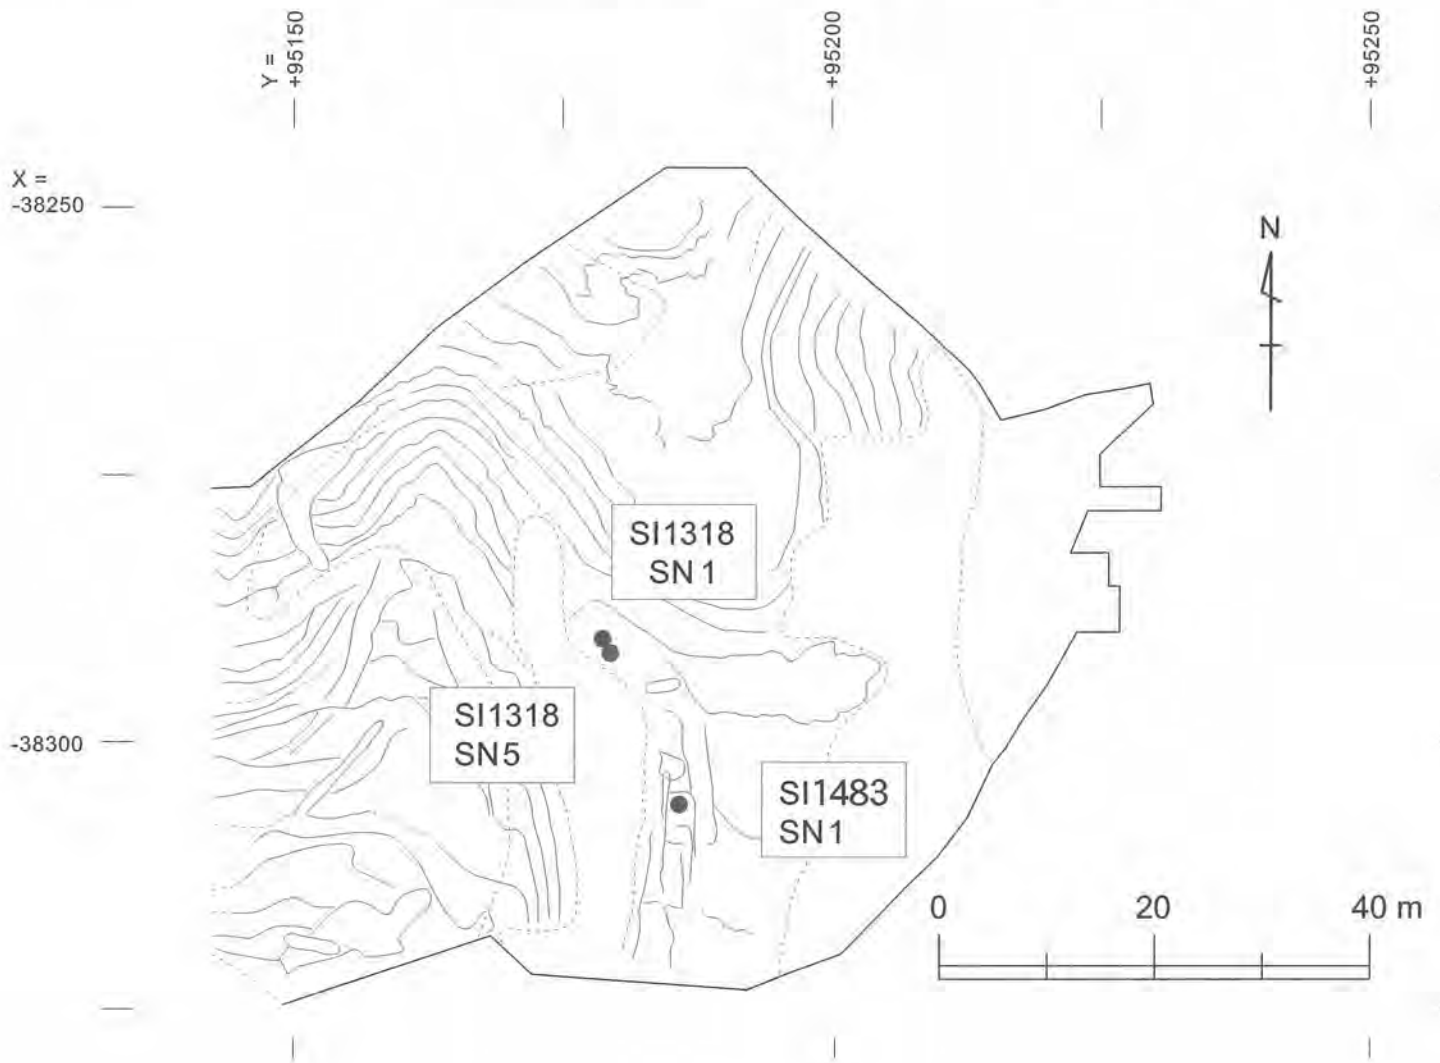 Y =
+95150
+95200
+95250
X =
-38250
N
SI1318
SN1
SI1318
SN5
-38300
SI1483
SN1
0 20 40 m